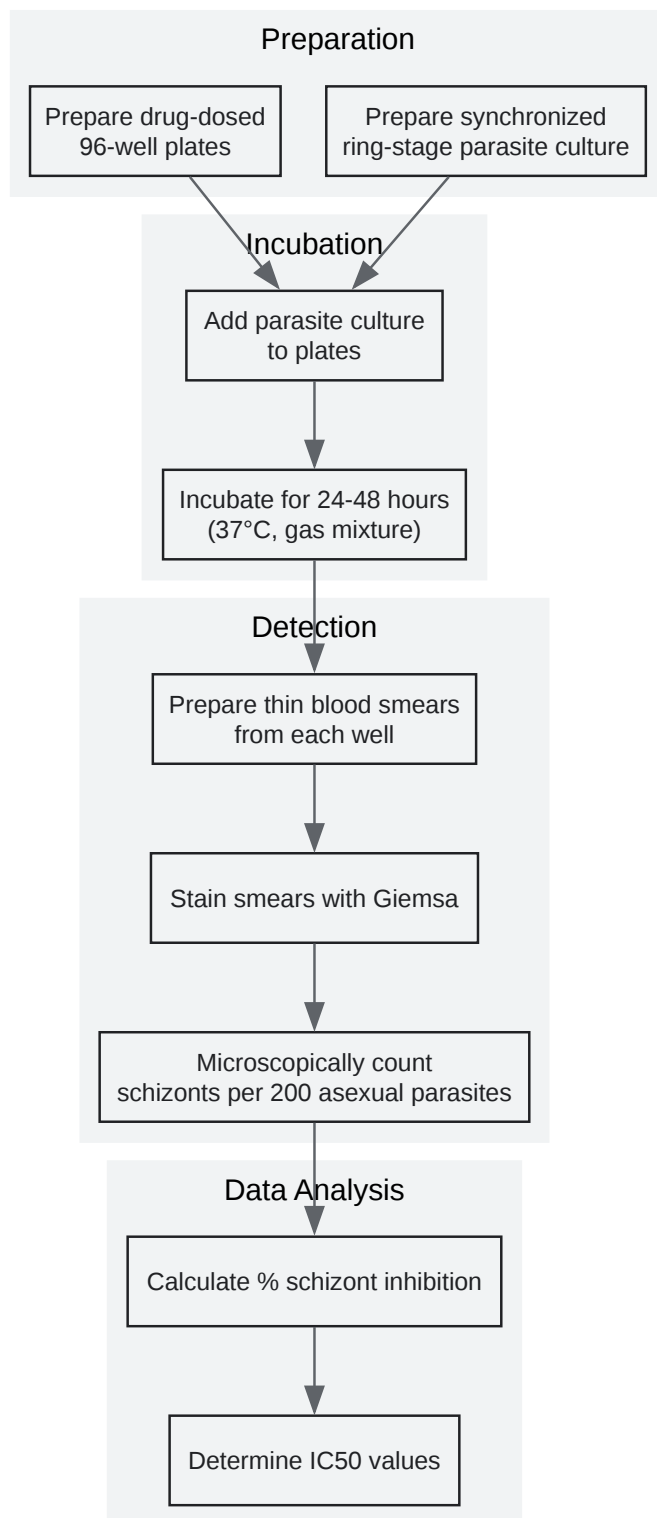 Preparation
Prepare drug-dosed
96-well plates
Prepare synchronized
ring-stage parasite culture
Incubation
Add parasite culture
to plates
Incubate for 24-48 hours
(37°C, gas mixture)
Detection
Prepare thin blood smears
from each well
Stain smears with Giemsa
Microscopically count
schizonts per 200 asexual parasites
Data Analysis
Calculate % schizont inhibition
Determine IC50 values